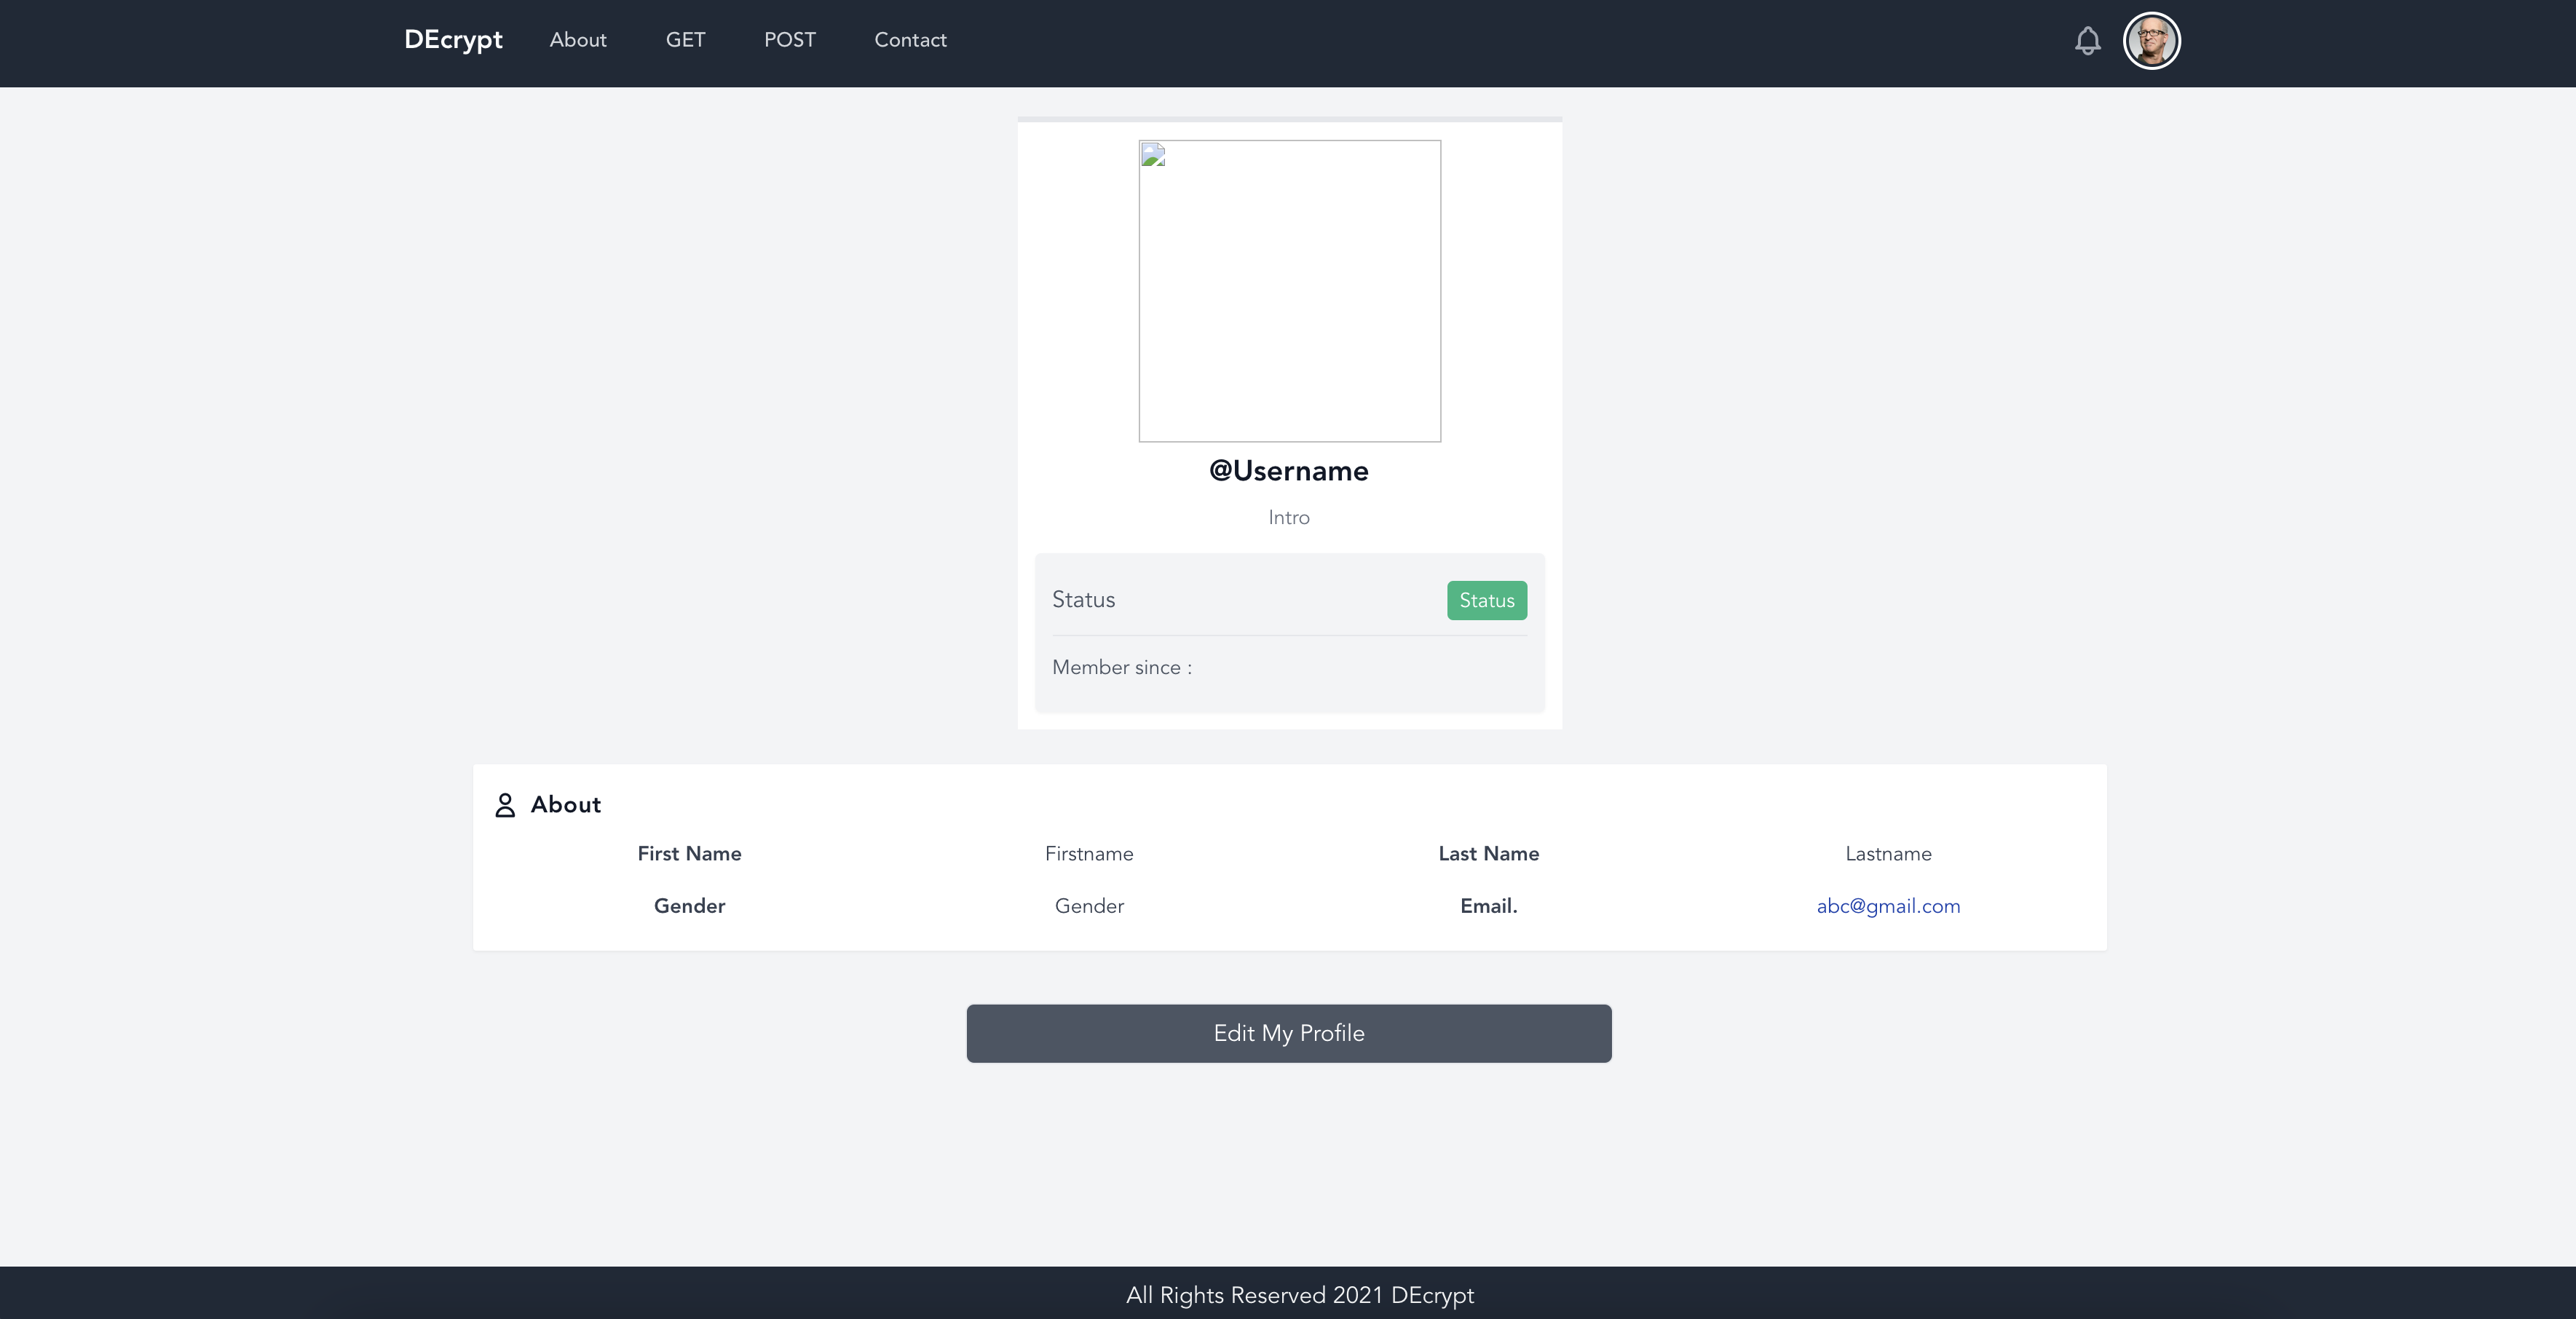 DEcrypt About GET POST Contact
@Username
Intro
Status Status
Member since :
About
First Name Firstname Last Name Lastname
Gender Gender Email. abc@gmail.com
Edit My Profile
All Rights Reserved 2021 DEcrypt